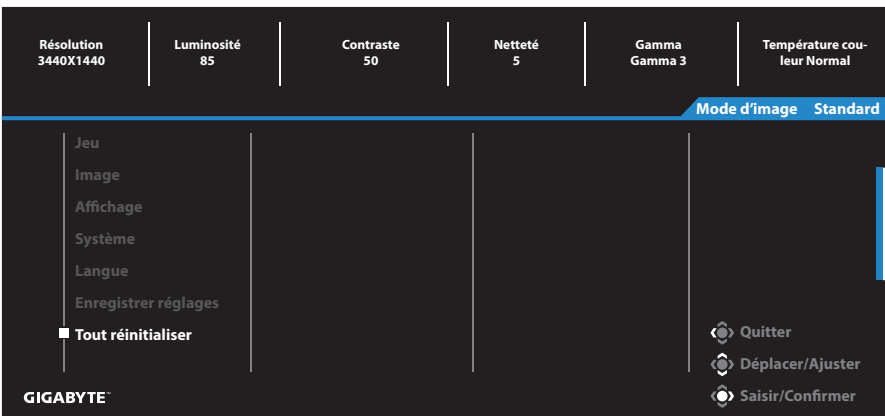 Résolution
3440X1440
Luminosité
85
Contraste
50
Netteté
5
Gamma
Gamma 3
Température cou-
leur Normal
Mode d'image Standard
Jeu
Image
Affichage
Système
Langue
Enregistrer réglages
Tout réinitialiser
Quitter
Déplacer/Ajuster
Saisir/Confirmer
GIGABYTE™